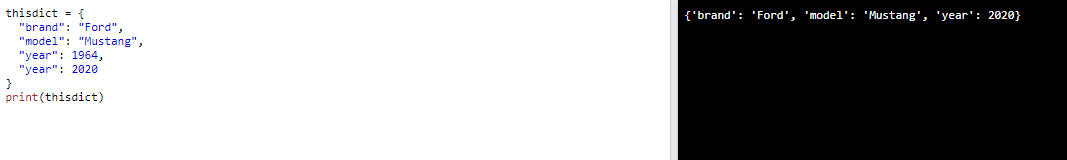 thisdict = {
  "brand": "Ford",
  "model": "Mustang",
  "year": 1964,
  "year": 2020
}
print(thisdict)
{'brand': 'Ford', 'model': 'Mustang', 'year': 2020}